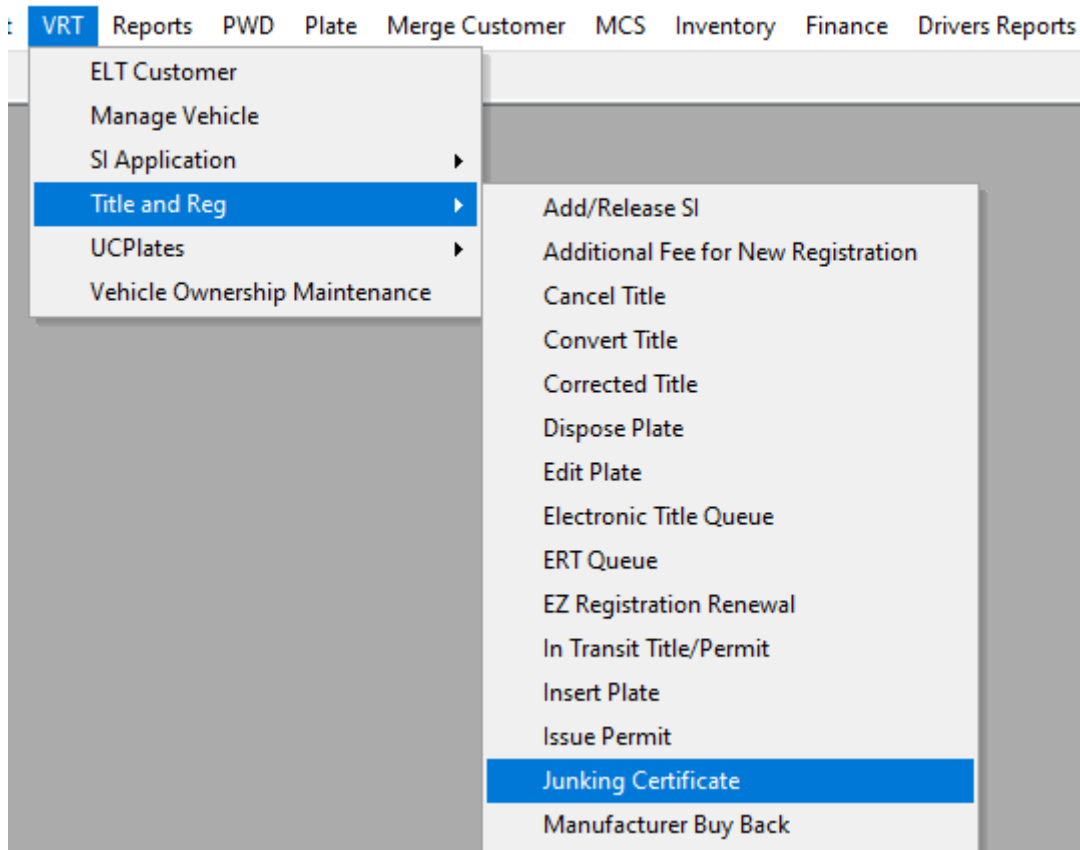 VRT Reports PWD Plate Merge Customer MCS Inventory Finance Drivers Reports
ELT Customer
Manage Vehicle
SI Application
Title and Reg
UCPlates
Vehicle Ownership Maintenance
Add/Release SI
Additional Fee for New Registration
Cancel Title
Convert Title
Corrected Title
Dispose Plate
Edit Plate
Electronic Title Queue
ERT Queue
EZ Registration Renewal
In Transit Title/Permit
Insert Plate
Issue Permit
Junking Certificate
Manufacturer Buy Back